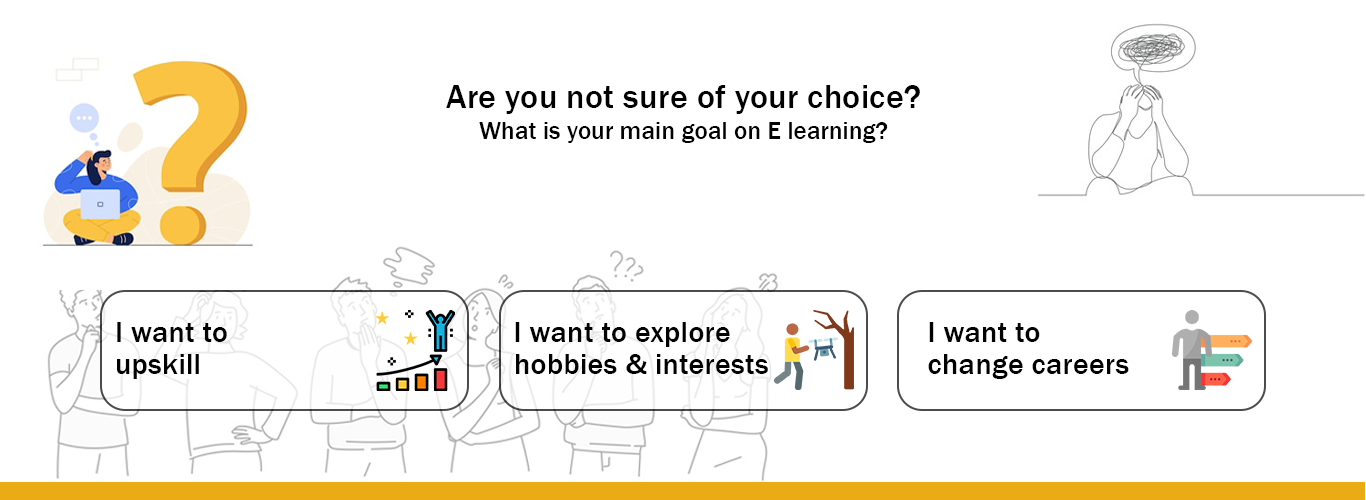 Are you not sure of your choice?
What is your main goal on E learning?
I want to
upskill
I want to explore
hobbies & interests
I want to
change careers